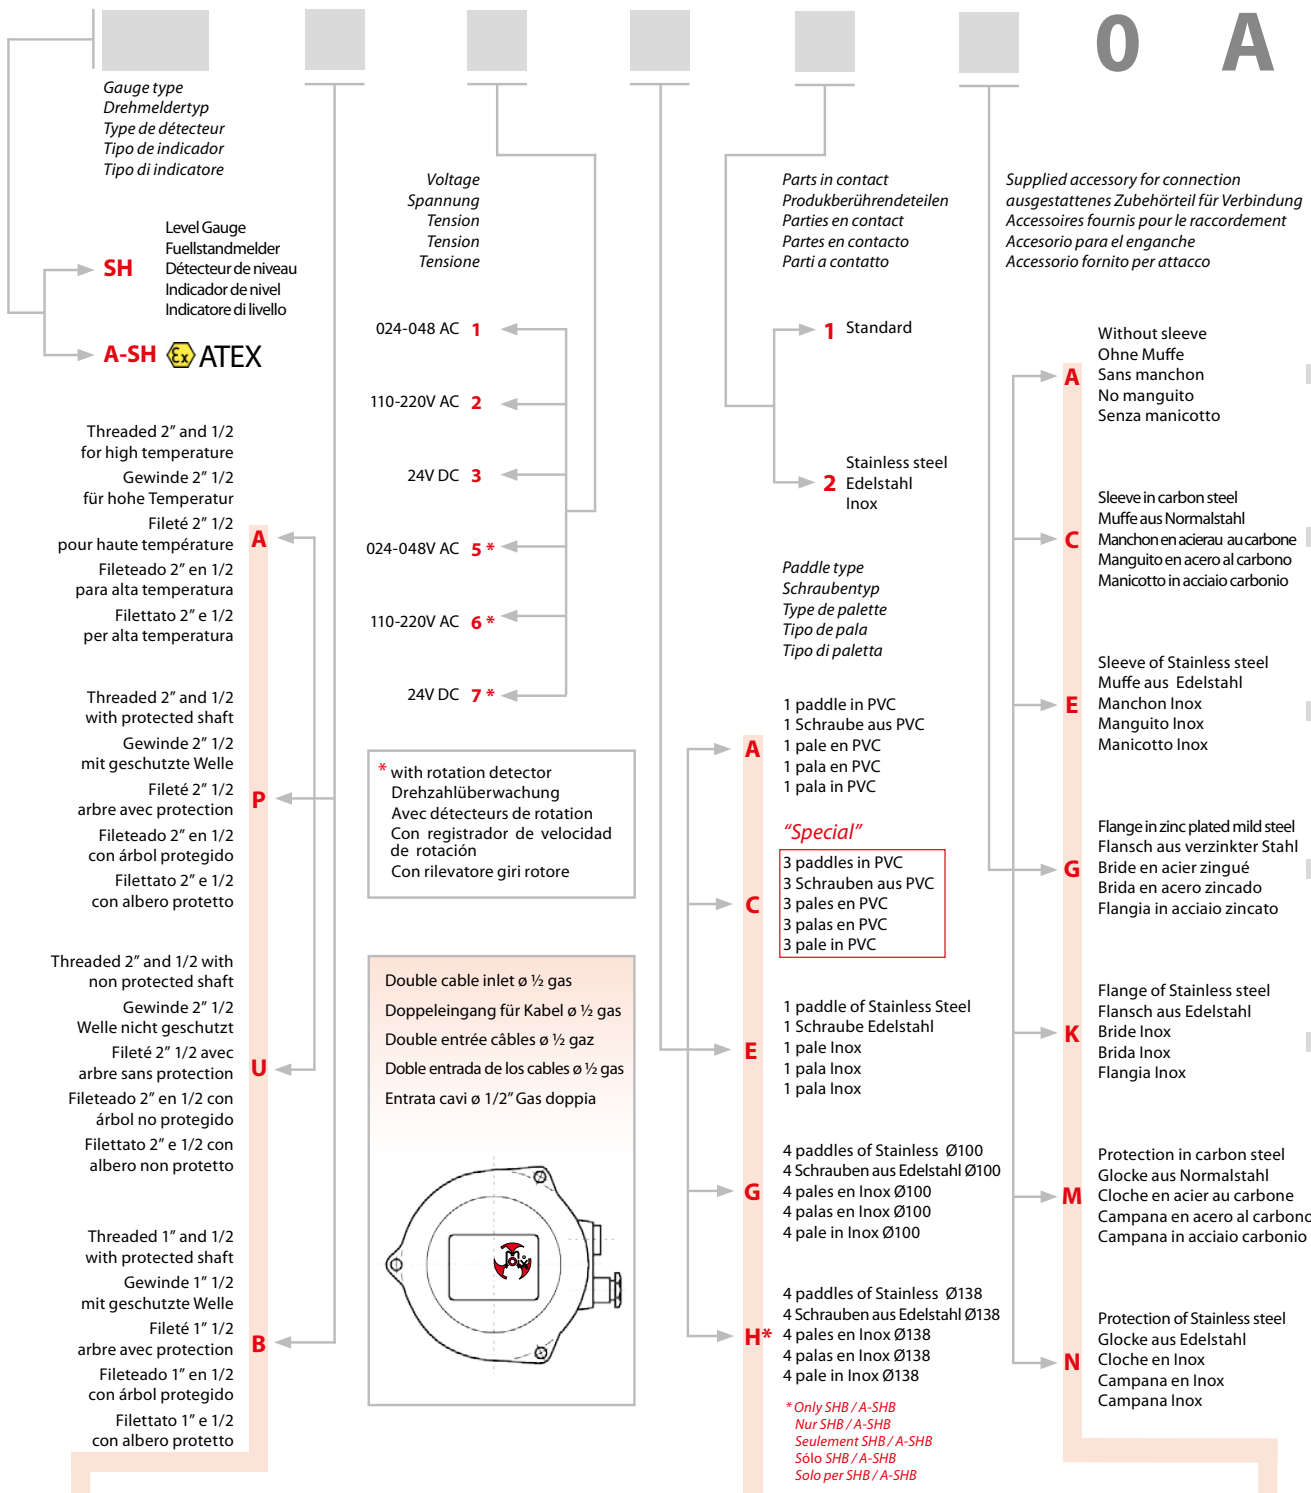 0 A
Gauge type
Drehmeldertyp
Type de détecteur
Tipo de indicador
Tipo di indicatore
SH
Level Gauge
Fuellstandmelder
Détecteur de niveau
Indicador de nivel
Indicatore di livello
A-SH Ex ATEX
Threaded 2” and 1/2
for high temperature
Gewinde 2” 1/2
für hohe Temperatur
Fileté 2” 1/2
pour haute température
Fileteado 2” en 1/2
para alta temperatura
Filettato 2” e 1/2
per alta temperatura
A
Threaded 2” and 1/2
with protected shaft
Gewinde 2” 1/2
mit geschutzte Welle
Fileté 2” 1/2
arbre avec protection
Fileteado 2” en 1/2
con árbol protegido
Filettato 2” e 1/2
con albero protetto
P
Threaded 2” and 1/2 with
non protected shaft
Gewinde 2” 1/2
Welle nicht geschutzt
Fileté 2” 1/2 avec
arbre sans protection
Fileteado 2” en 1/2 con
árbol no protegido
Filettato 2” e 1/2 con
albero non protetto
U
Threaded 1” and 1/2
with protected shaft
Gewinde 1” 1/2
mit geschutzte Welle
Fileté 1” 1/2
arbre avec protection
Fileteado 1” en 1/2
con árbol protegido
Filettato 1” e 1/2
con albero protetto
B
Voltage
Spannung
Tension
Tension
Tensione
024-048 AC 1
110-220V AC 2
24V DC 3
024-048V AC 5 *
110-220V AC 6 *
24V DC 7 *
* with rotation detector
Drehzahlüberwachung
Avec détecteurs de rotation
Con registrador de velocidad
de rotación
Con rilevatore giri rotore
Double cable inlet ø ½ gas
Doppeleingang für Kabel ø ½ gas
Double entrée câbles ø ½ gaz
Doble entrada de los cables ø ½ gas
Entrata cavi ø 1/2” Gas doppia
Parts in contact
Produkberührendeteilen
Parties en contact
Partes en contacto
Parti a contatto
1 Standard
2
Stainless steel
Edelstahl
Inox
Paddle type
Schraubentyp
Type de palette
Tipo de pala
Tipo di paletta
A
1 paddle in PVC
1 Schraube aus PVC
1 pale en PVC
1 pala en PVC
1 pala in PVC
“Special”
C
3 paddles in PVC
3 Schrauben aus PVC
3 pales en PVC
3 palas en PVC
3 pale in PVC
E
1 paddle of Stainless Steel
1 Schraube Edelstahl
1 pale Inox
1 pala Inox
1 pala Inox
G
4 paddles of Stainless Ø100
4 Schrauben aus Edelstahl Ø100
4 pales en Inox Ø100
4 palas en Inox Ø100
4 pale in Inox Ø100
H*
4 paddles of Stainless Ø138
4 Schrauben aus Edelstahl Ø138
4 pales en Inox Ø138
4 palas en Inox Ø138
4 pale in Inox Ø138
* Only SHB / A-SHB
Nur SHB / A-SHB
Seulement SHB / A-SHB
Sólo SHB / A-SHB
Solo per SHB / A-SHB
Supplied accessory for connection
ausgestattenes Zubehörteil für Verbindung
Accessoires fournis pour le raccordement
Accesorio para el enganche
Accessorio fornito per attacco
A
Without sleeve
Ohne Muffe
Sans manchon
No manguito
Senza manicotto
C
Sleeve in carbon steel
Muffe aus Normalstahl
Manchon en acierau au carbone
Manguito en acero al carbono
Manicotto in acciaio carbonio
E
Sleeve of Stainless steel
Muffe aus Edelstahl
Manchon Inox
Manguito Inox
Manicotto Inox
G
Flange in zinc plated mild steel
Flansch aus verzinkter Stahl
Bride en acier zingué
Brida en acero zincado
Flangia in acciaio zincato
K
Flange of Stainless steel
Flansch aus Edelstahl
Bride Inox
Brida Inox
Flangia Inox
M
Protection in carbon steel
Glocke aus Normalstahl
Cloche en acier au carbone
Campana en acero al carbono
Campana in acciaio carbonio
N
Protection of Stainless steel
Glocke aus Edelstahl
Cloche en Inox
Campana en Inox
Campana Inox